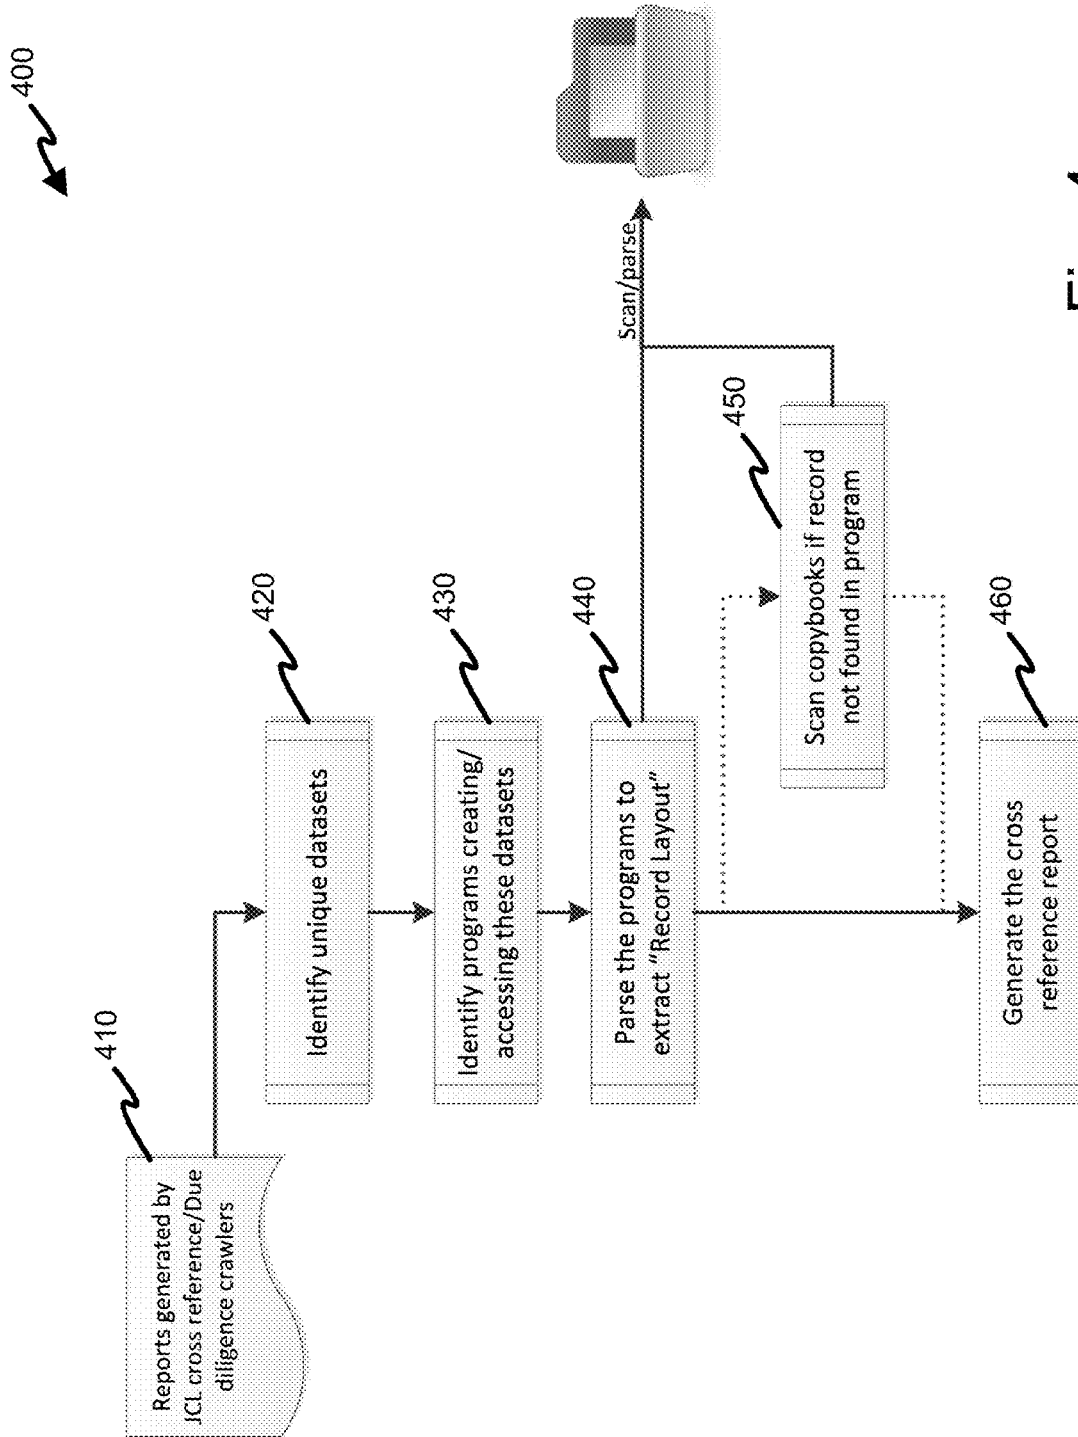 400
410
Reports generated by
JCL cross reference/Due
diligence crawlers
420
Identify unique datasets
430
Identify programs creating/
accessing these datasets
440
Parse the programs to
extract “Record Layout”
Scan/parse
450
Scan copybooks if record
not found in program
460
Generate the cross
reference report